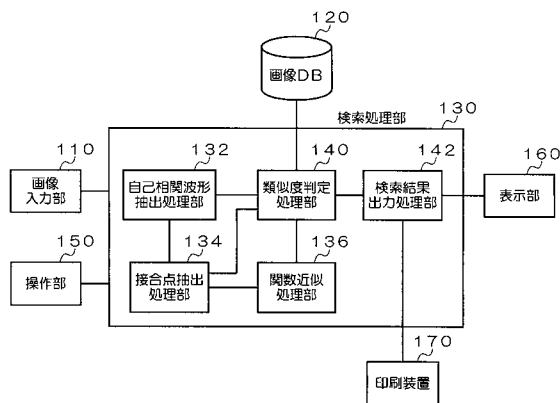 120
画像DB
検索処理部
130
110
画像
入力部
132
自己相関波形
抽出処理部
140
類似度判定
処理部
142
検索結果
出力処理部
160
表示部
150
操作部
134
接合点抽出
処理部
136
関数近似
処理部
170
印刷装置